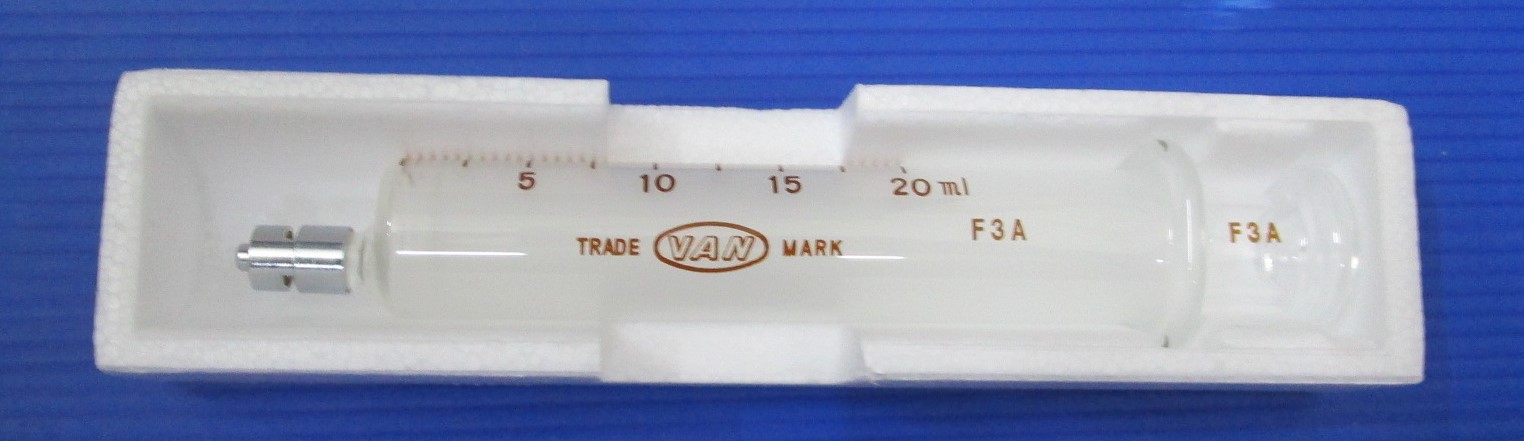 5 10 15 20 ml
TRADE VAN MARK F3A F3A